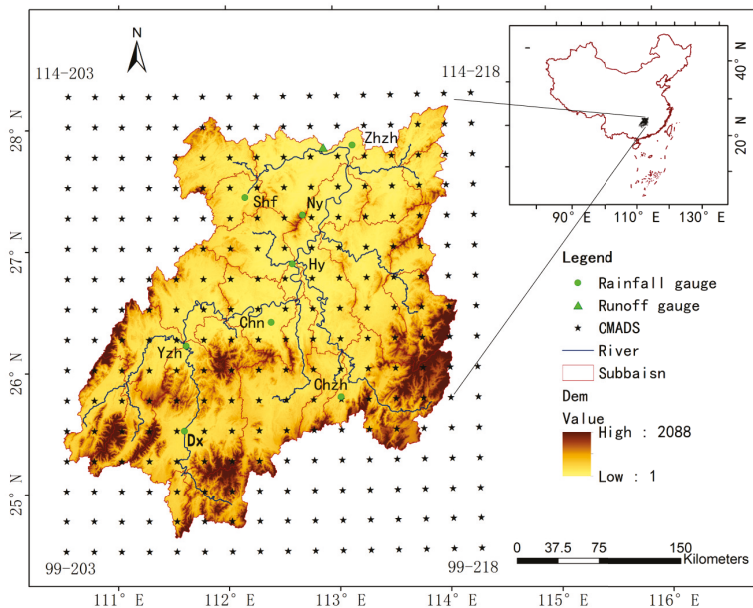 N
114-203
114-218
28° N
27° N
26° N
25° N
Zhzh
Shf
Ny
Hy
Chn
Yzh
Chzh
Dx
99-203
99-218
111° E
112° E
113° E
114° E
115° E
116° E
40° N
20° N
90° E
110° E
130° E
Legend
Rainfall gauge
Runoff gauge
CMADS
River
Subbaisn
Dem
Value
High : 2088
Low : 1
0 37.5 75 150
Kilometers